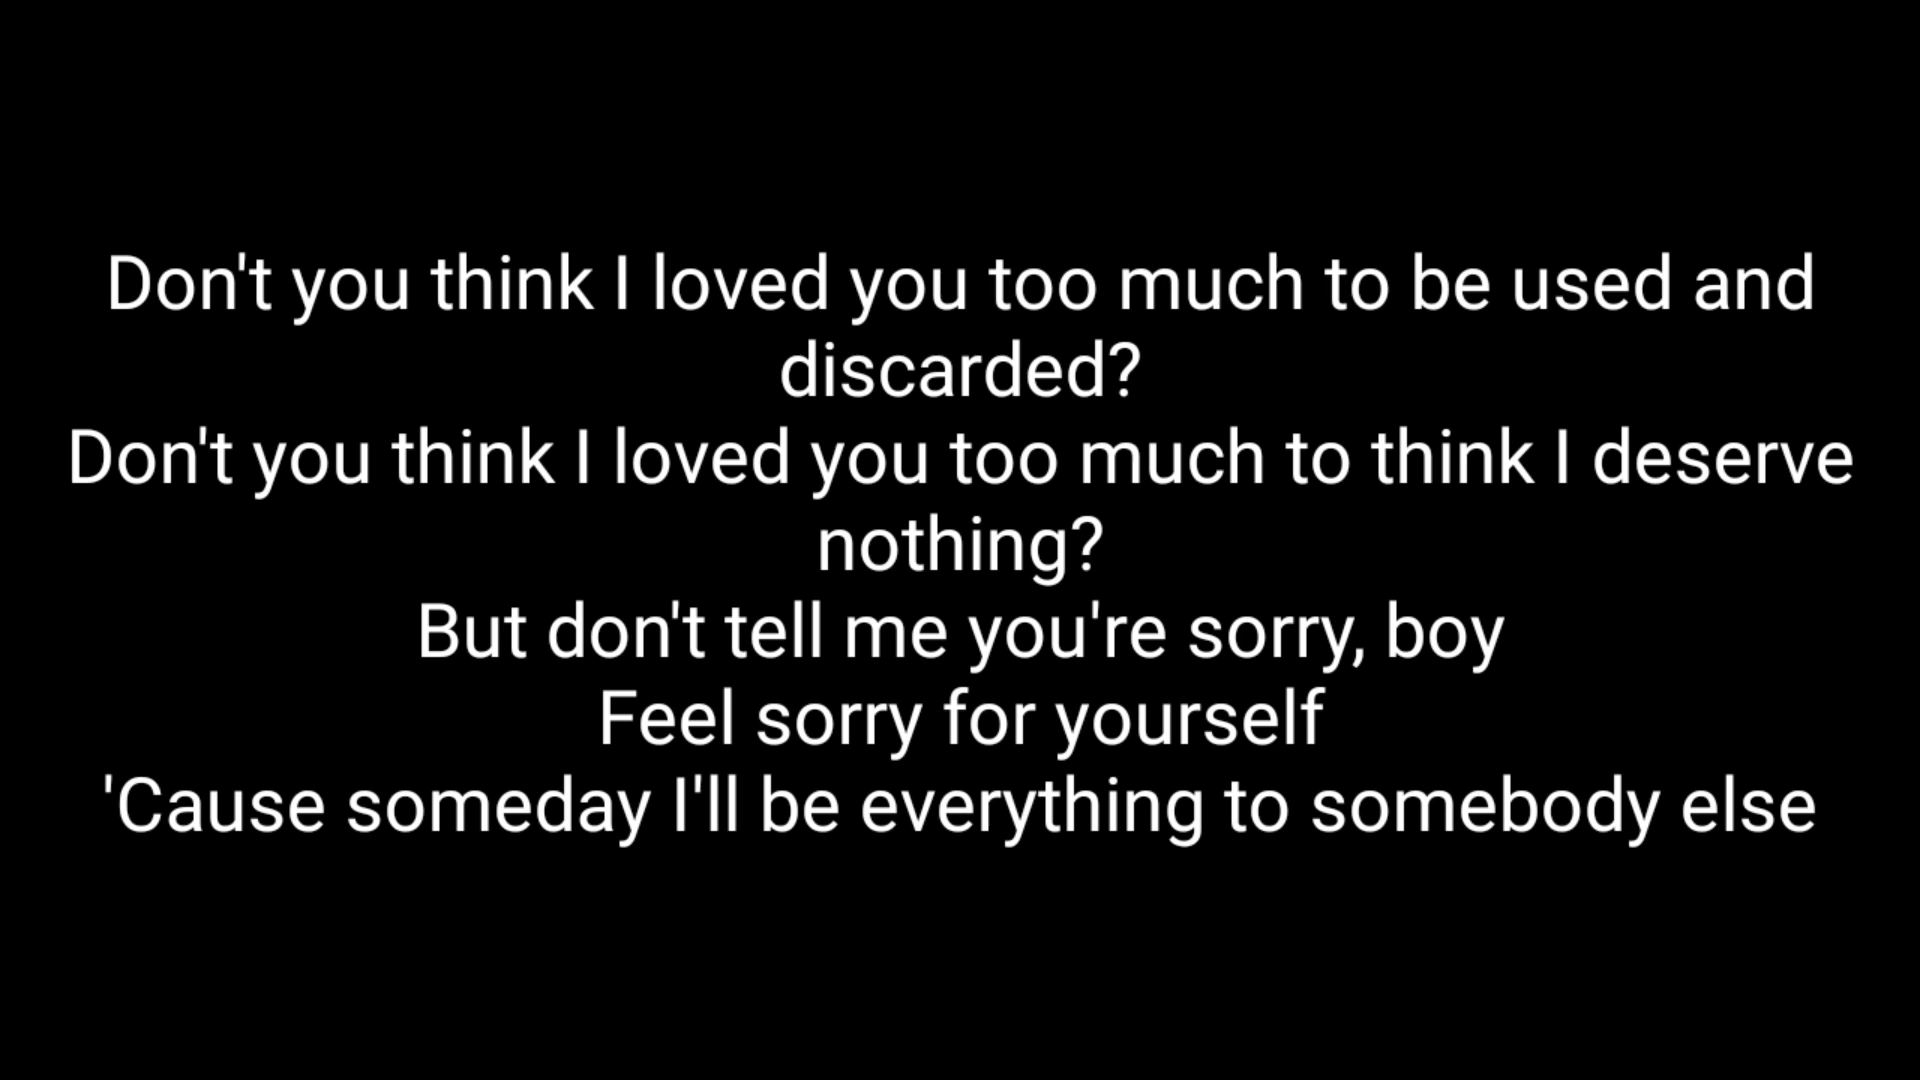 Don't you think I loved you too much to be used and
discarded?
Don't you think I loved you too much to think I deserve
nothing?
But don't tell me you're sorry, boy
Feel sorry for yourself
'Cause someday I'll be everything to somebody else